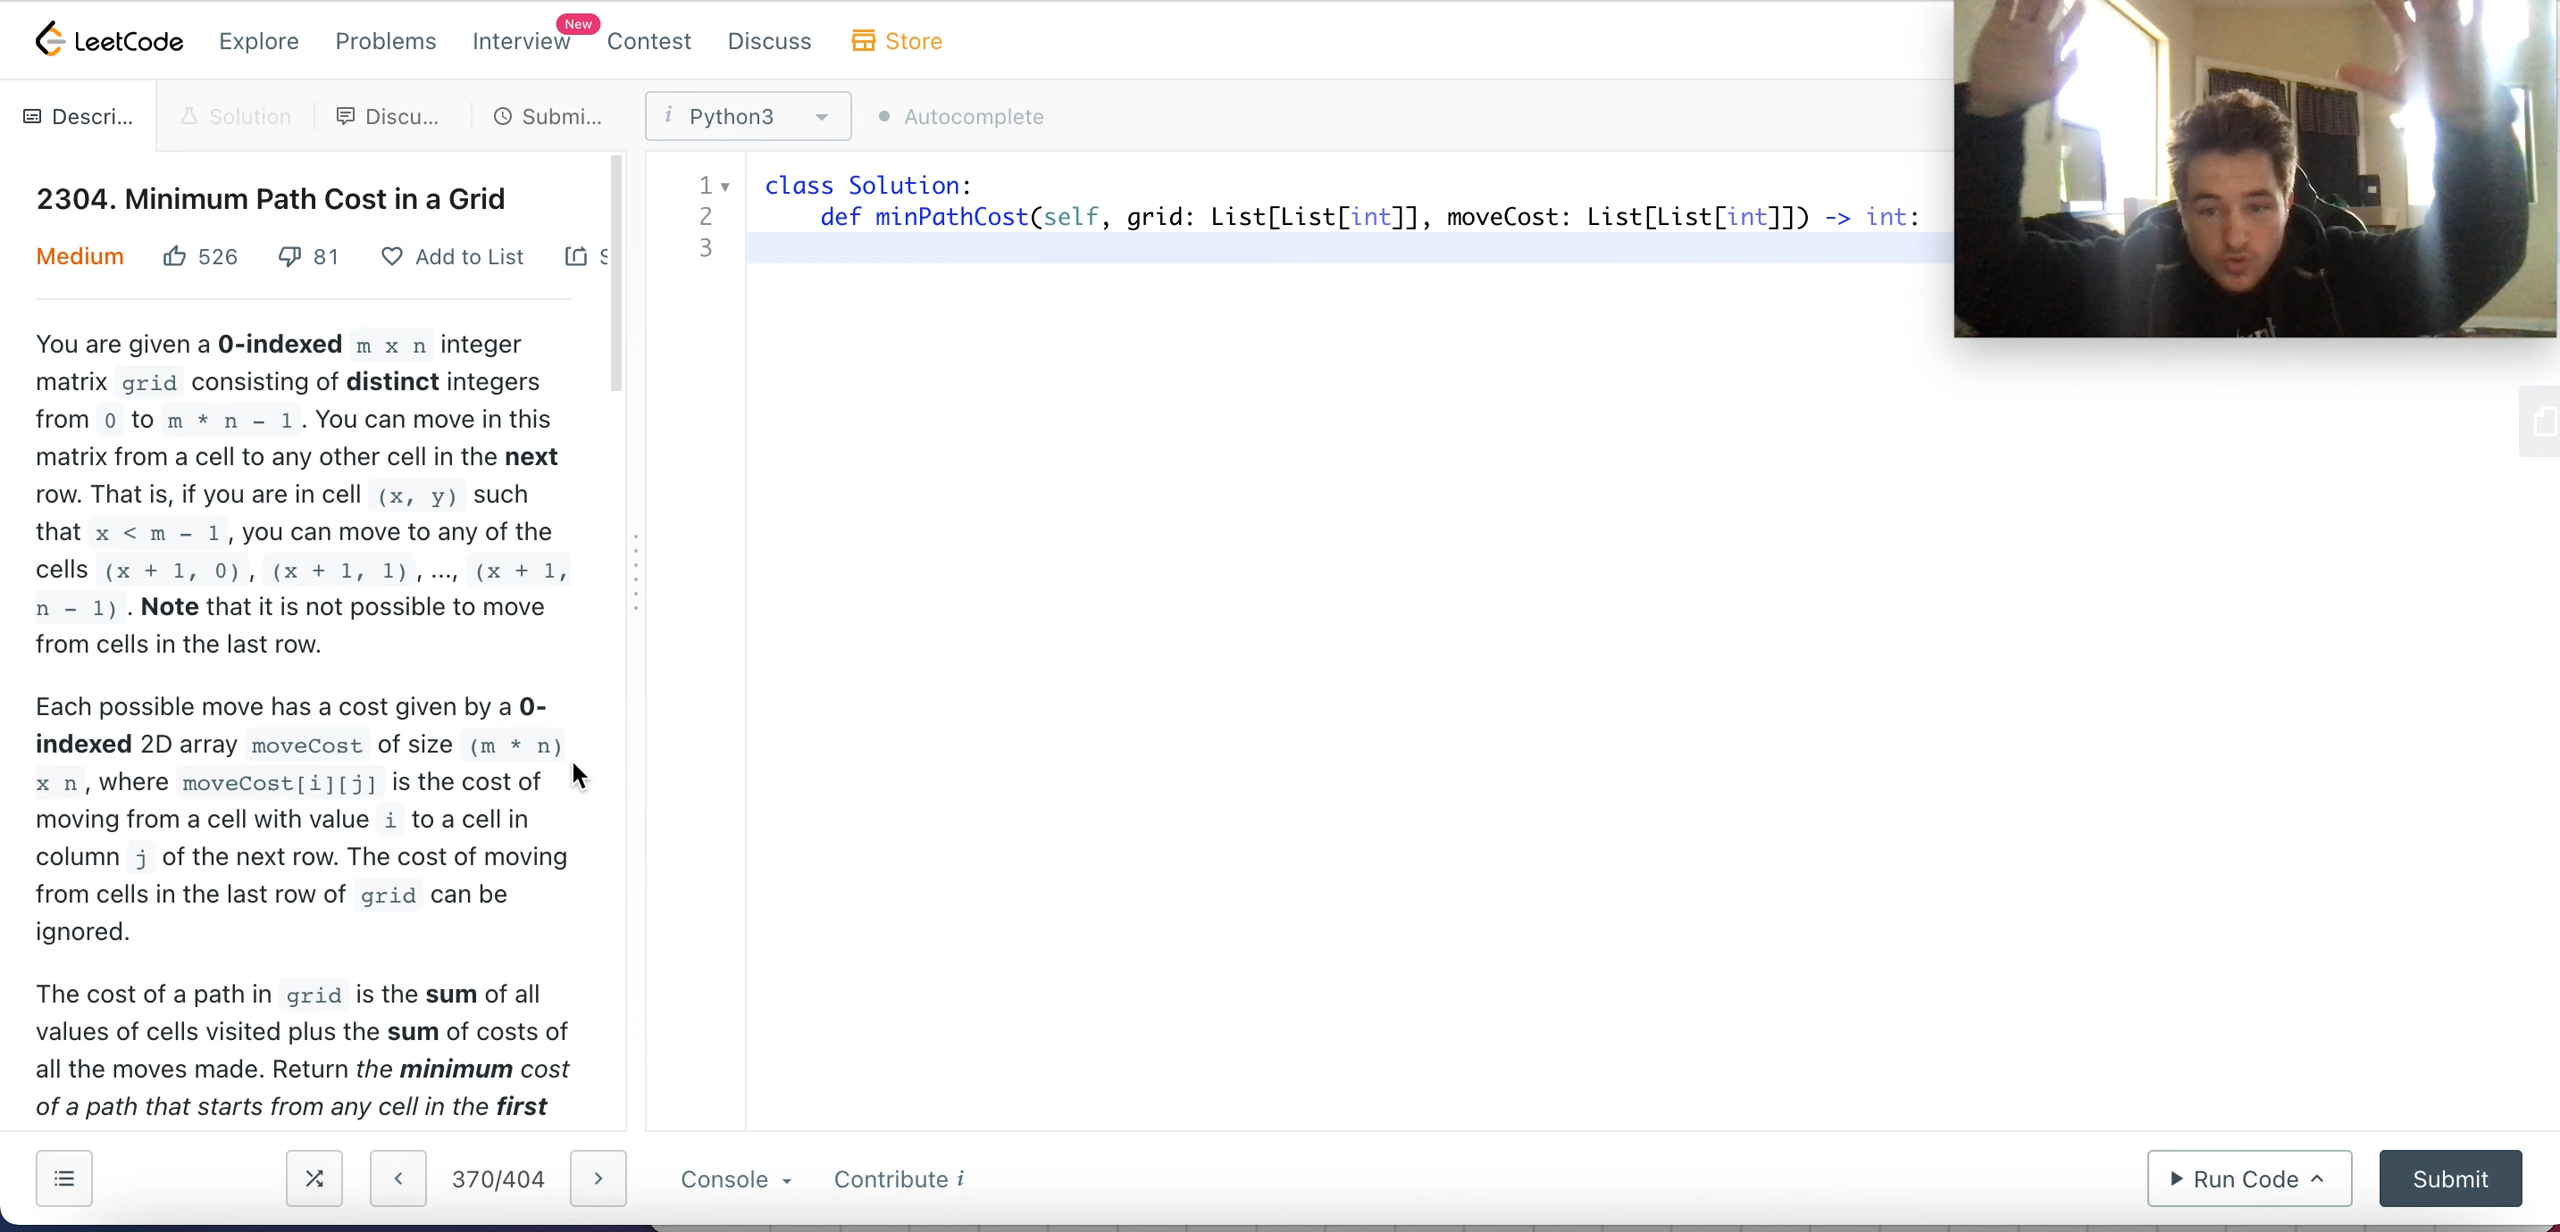 LeetCode Explore Problems Interview New Contest Discuss Store
Descri... Solution Discu... Submi... i Python3 Autocomplete
2304. Minimum Path Cost in a Grid
Medium 526 81 Add to List
You are given a 0-indexed m x n integer
matrix grid consisting of distinct integers
from 0 to m * n - 1. You can move in this
matrix from a cell to any other cell in the next
row. That is, if you are in cell (x, y) such
that x < m - 1, you can move to any of the
cells (x + 1, 0), (x + 1, 1), ..., (x + 1,
n - 1). Note that it is not possible to move
from cells in the last row.
Each possible move has a cost given by a 0-
indexed 2D array moveCost of size (m * n)
x n, where moveCost[i][j] is the cost of
moving from a cell with value i to a cell in
column j of the next row. The cost of moving
from cells in the last row of grid can be
ignored.
The cost of a path in grid is the sum of all
values of cells visited plus the sum of costs of
all the moves made. Return the minimum cost
of a path that starts from any cell in the first
1 class Solution:
2 def minPathCost(self, grid: List[List[int]], moveCost: List[List[int]]) -> int:
3
370/404 Console Contribute i Run Code Submit